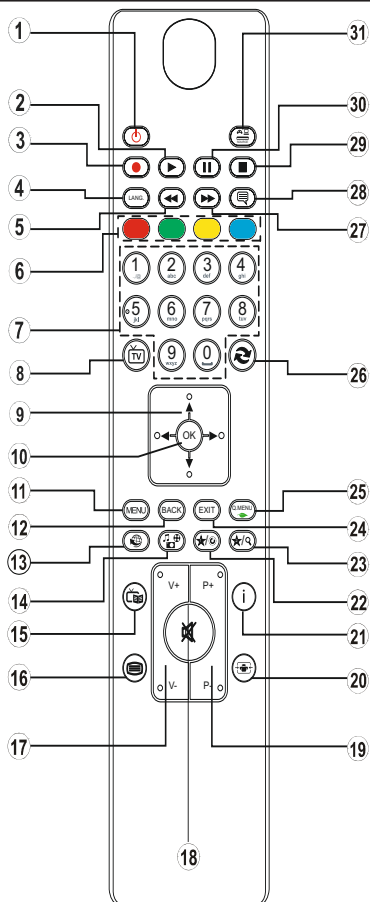 1
31
2
30
3
29
4
LANG.
28
5
27
6
1
2 abc
3 def
4 ghi
7
5 jkl
6 mno
7 pqrs
8 tuv
8
TV
9 wxyz
0
26
9
10
OK
11
MENU
BACK
EXIT
Q.MENU
25
12
24
13
23
14
22
15
V+
P+
i
21
16
20
17
V-
P-
19
18